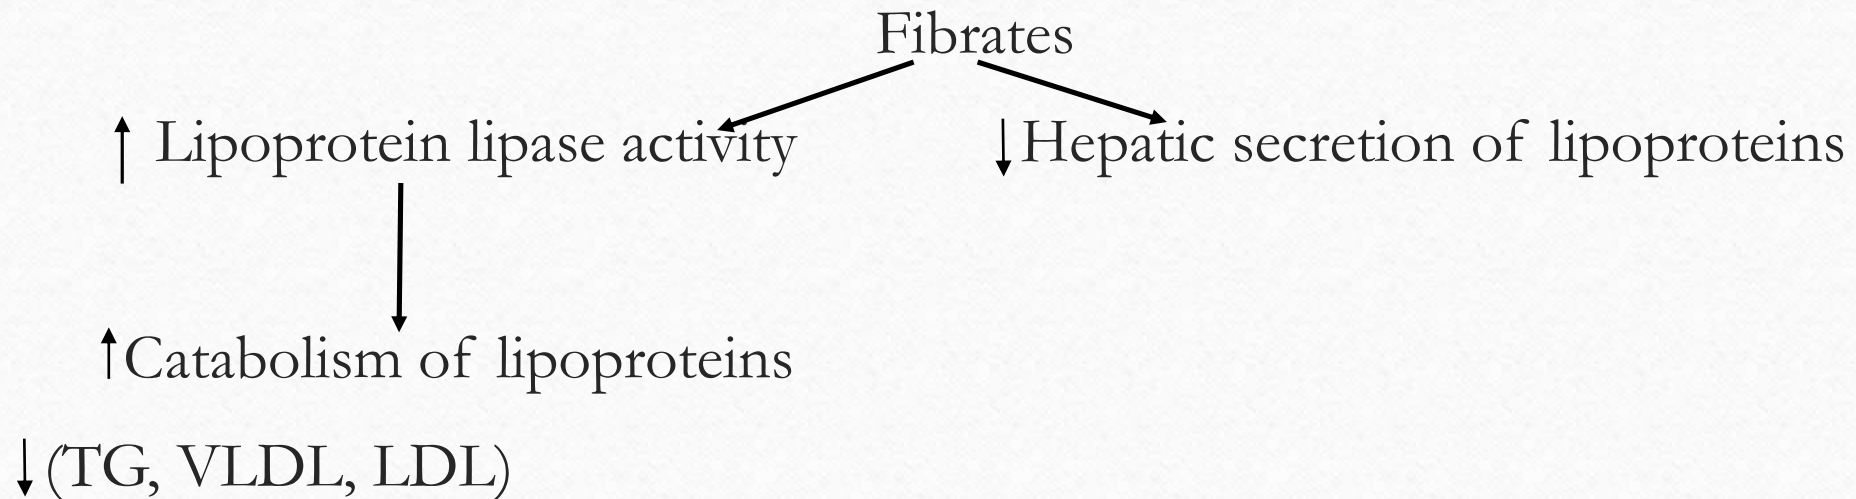 Fibrates
Lipoprotein lipase activity
Hepatic secretion of lipoproteins
Catabolism of lipoproteins
(TG, VLDL, LDL)